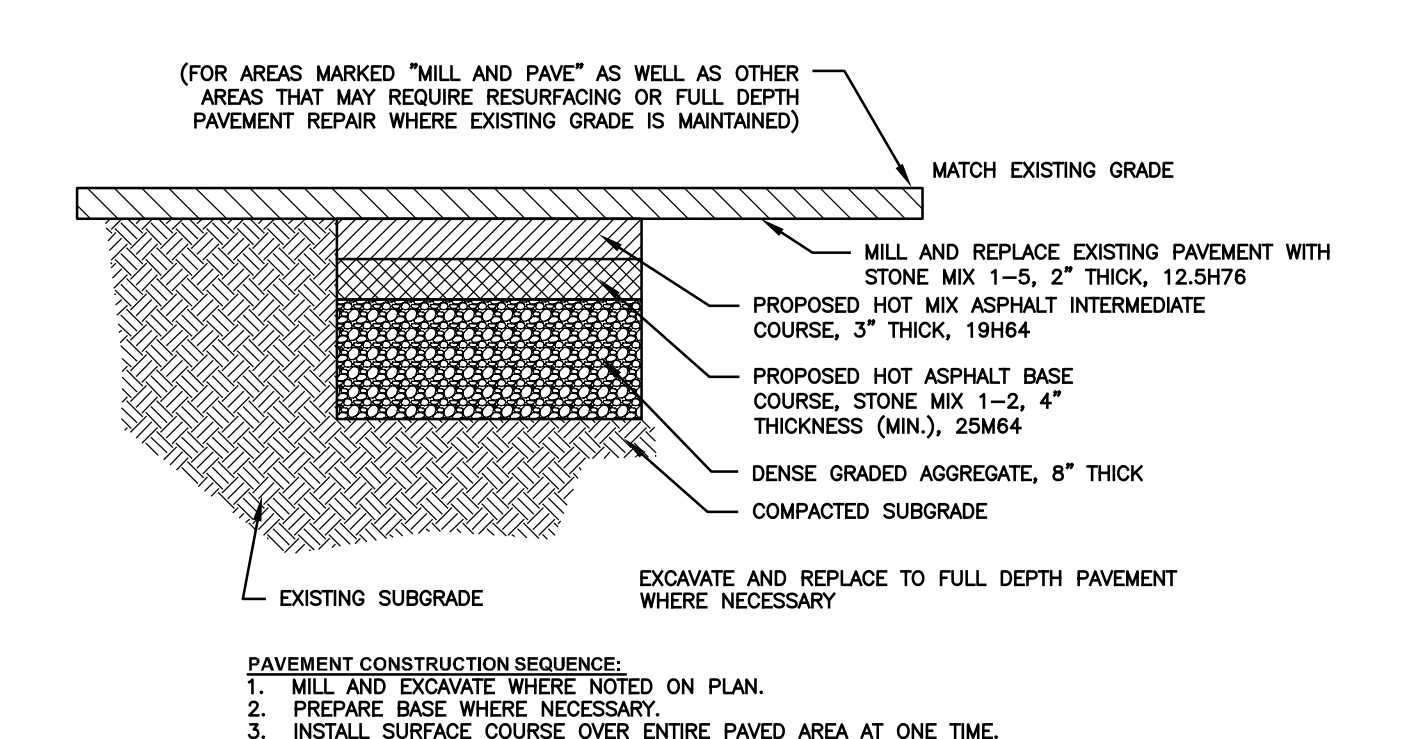 (FOR AREAS MARKED "MILL AND PAVE" AS WELL AS OTHER
AREAS THAT MAY REQUIRE RESURFACING OR FULL DEPTH
PAVEMENT REPAIR WHERE EXISTING GRADE IS MAINTAINED)
MATCH EXISTING GRADE
MILL AND REPLACE EXISTING PAVEMENT WITH
STONE MIX 1-5, 2" THICK, 12.5H76
PROPOSED HOT MIX ASPHALT INTERMEDIATE
COURSE, 3" THICK, 19H64
PROPOSED HOT ASPHALT BASE
COURSE, STONE MIX 1-2, 4"
THICKNESS (MIN.), 25M64
DENSE GRADED AGGREGATE, 8" THICK
COMPACTED SUBGRADE
EXISTING SUBGRADE
EXCAVATE AND REPLACE TO FULL DEPTH PAVEMENT
WHERE NECESSARY
PAVEMENT CONSTRUCTION SEQUENCE:
1. MILL AND EXCAVATE WHERE NOTED ON PLAN.
2. PREPARE BASE WHERE NECESSARY.
3. INSTALL SURFACE COURSE OVER ENTIRE PAVED AREA AT ONE TIME.